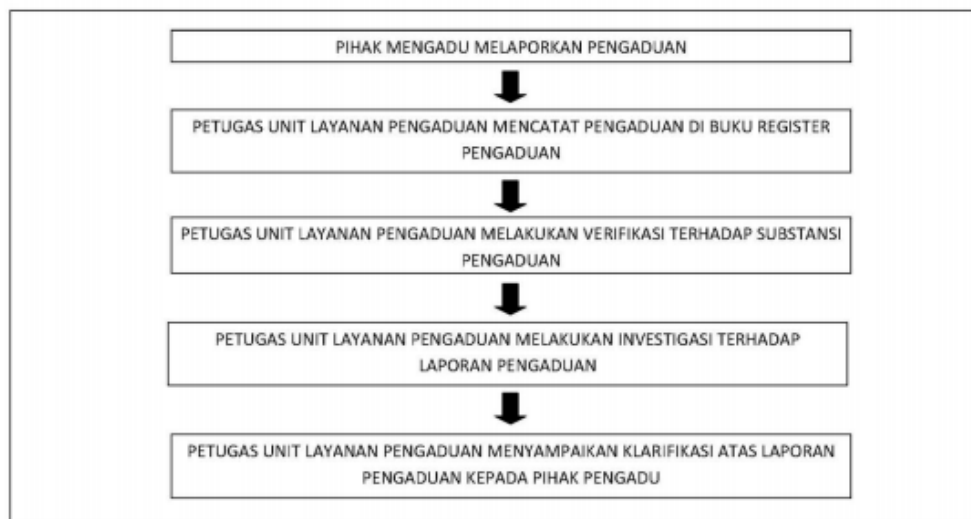 PIHAK MENGADU MELAPORKAN PENGADUAN
PETUGAS UNIT LAYANAN PENGADUAN MENCATAT PENGADUAN DI BUKU REGISTER
PENGADUAN
PETUGAS UNIT LAYANAN PENGADUAN MELAKUKAN VERIFIKASI TERHADAP SUBSTANSI
PENGADUAN
PETUGAS UNIT LAYANAN PENGADUAN MELAKUKAN INVESTIGASI TERHADAP
LAPORAN PENGADUAN
PETUGAS UNIT LAYANAN PENGADUAN MENYAMPAIKAN KLARIFIKASI ATAS LAPORAN
PENGADUAN KEPADA PIHAK PENGADU